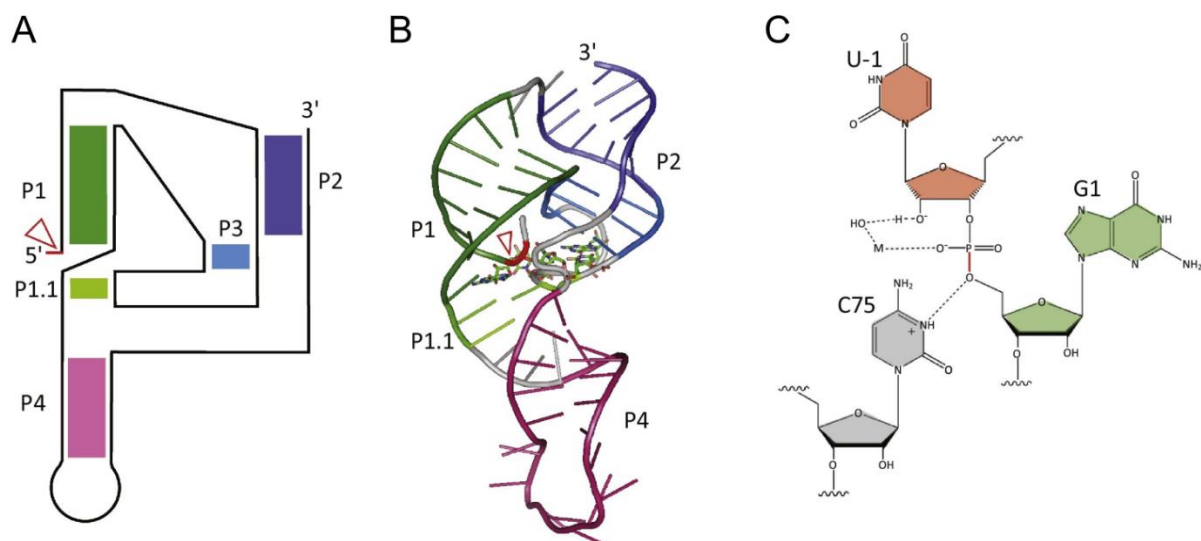 A
3'
P1
P2
P3
5'
P1.1
P4
B
3'
P2
P1
P1.1
P4
C
O
U-1
NH
O
N
O
O
H
O-
O
HO
M
O-
P
O
O
G1
O
N
NH
N
N
NH2
NH2
C75
NH
+
N
O
O
O
OH
O
O
OH